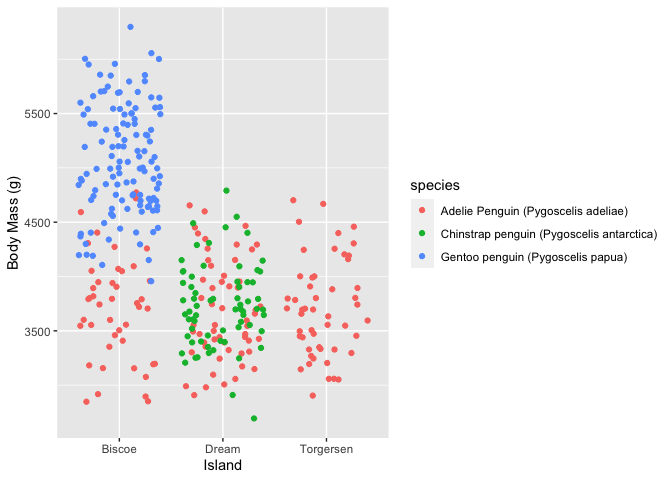 5500
4500
3500
Body Mass (g)
Biscoe Dream Torgersen
Island
species
Adelie Penguin (Pygoscelis adeliae)
Chinstrap penguin (Pygoscelis antarctica)
Gentoo penguin (Pygoscelis papua)